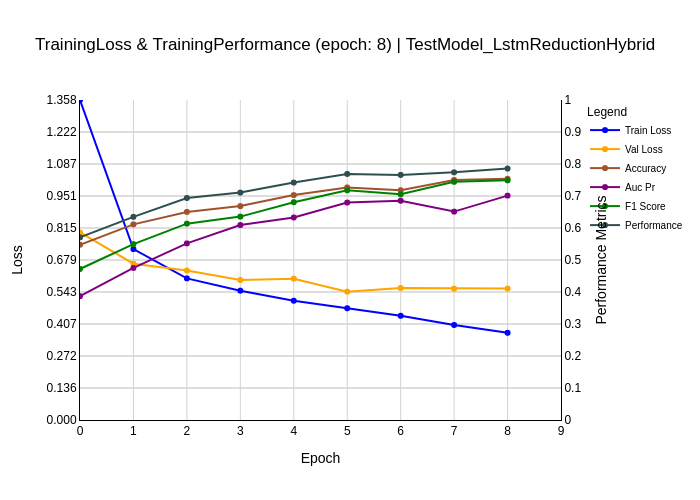 TrainingLoss & TrainingPerformance (epoch: 8) | TestModel_LstmReductionHybrid
1.358
1.222
1.087
0.951
0.815
0.679
0.543
0.407
0.272
0.136
0.000
Loss
0 1 2 3 4 5 6 7 8 9
Epoch
1
0.9
0.8
0.7
0.6
0.5
0.4
0.3
0.2
0.1
0
Performance Metrics
Legend
Train Loss
Val Loss
Accuracy
Auc Pr
F1 Score
Performance